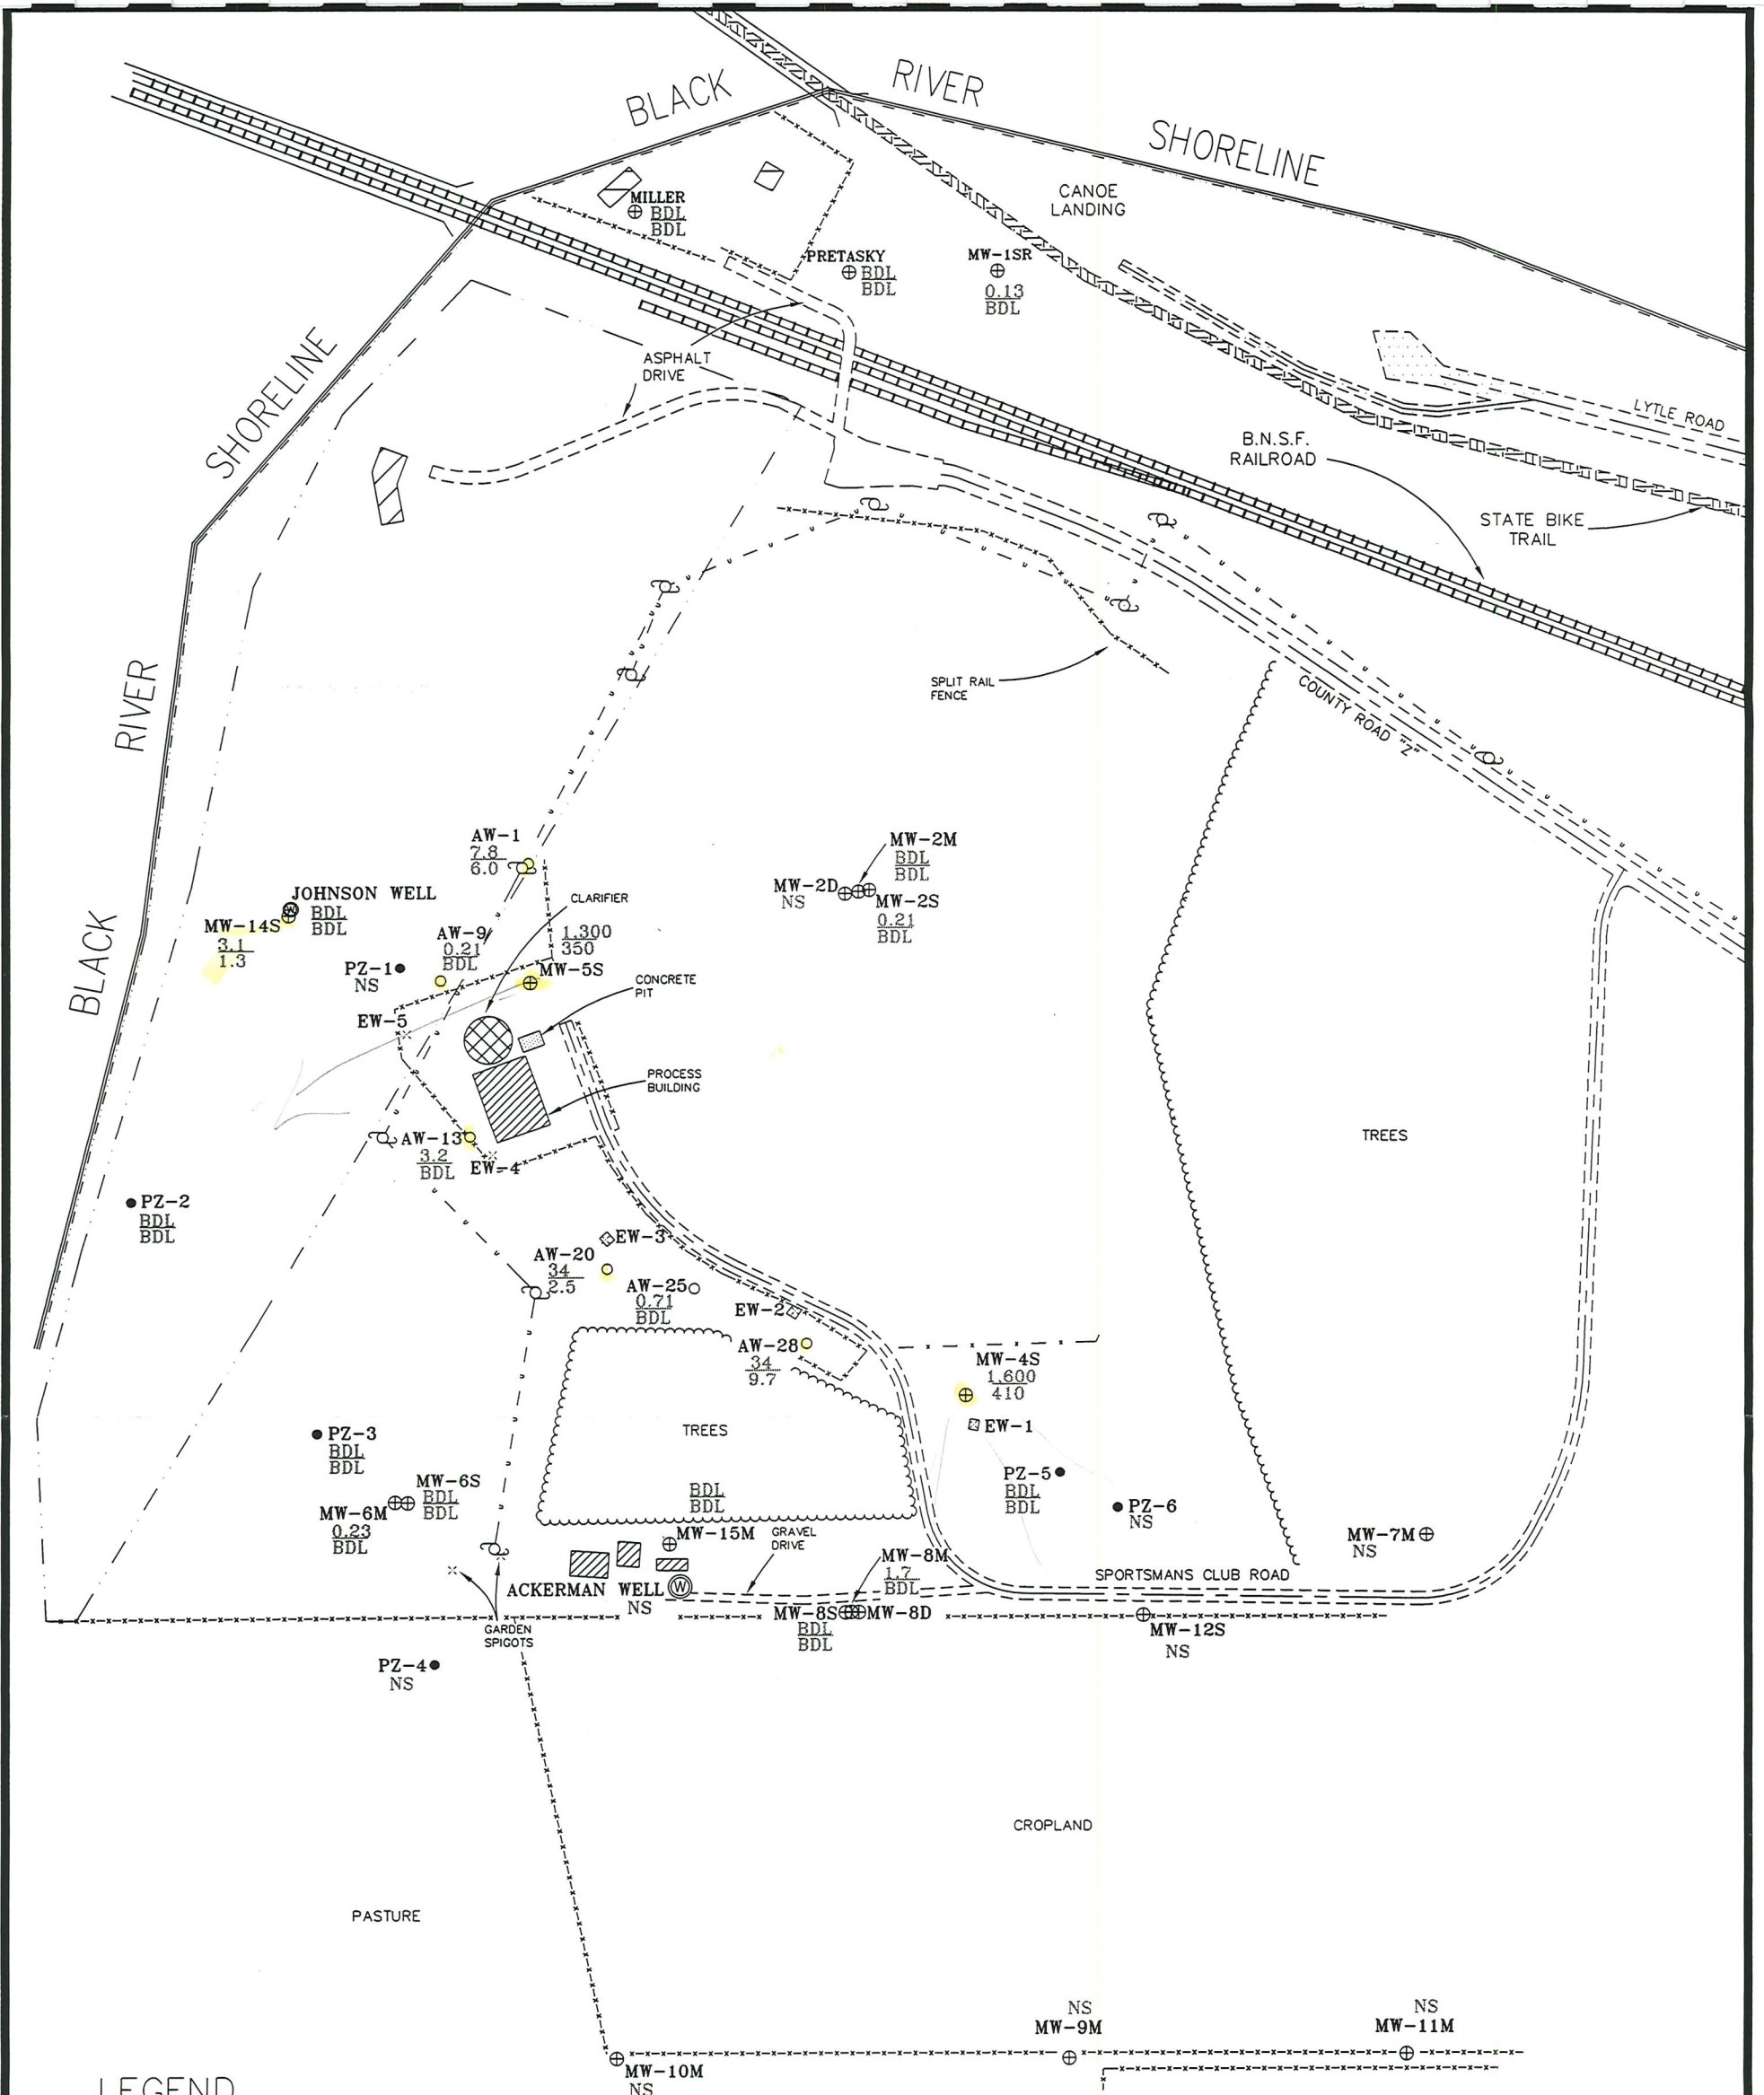 BLACK
RIVER
SHORELINE
CANOE
LANDING
MILLER
BDL
BDL
PRETASKY
BDL
BDL
MW-1SR
0.13
BDL
SHORELINE
ASPHALT
DRIVE
LYTLE ROAD
B.N.S.F.
RAILROAD
STATE BIKE
TRAIL
RIVER
SPLIT RAIL
FENCE
COUNTY ROAD "Z"
AW-1
7.8
6.0
MW-2M
BDL
BDL
MW-2D
NS
MW-2S
0.21
BDL
JOHNSON WELL
BDL
BDL
CLARIFIER
MW-14S
3.1
1.3
AW-9
0.21
BDL
1,300
350
MW-5S
BLACK
PZ-1
NS
CONCRETE
PIT
EW-5
PROCESS
BUILDING
TREES
AW-13
3.2
BDL
EW-4
PZ-2
BDL
BDL
EW-3
AW-20
34
2.5
AW-25
0.71
BDL
EW-2
AW-28
34
9.7
MW-4S
1,600
410
EW-1
TREES
PZ-3
BDL
BDL
PZ-5
BDL
BDL
MW-6S
BDL
BDL
BDL
BDL
PZ-6
NS
MW-6M
0.23
BDL
MW-15M
GRAVEL
DRIVE
MW-7M
NS
MW-8M
1.7
BDL
SPORTSMANS CLUB ROAD
ACKERMAN WELL
NS
W
MW-8S
BDL
BDL
MW-8D
MW-12S
NS
GARDEN
SPIGOTS
PZ-4
NS
CROPLAND
PASTURE
NS
MW-9M
NS
MW-11M
MW-10M
NS
LEGEND